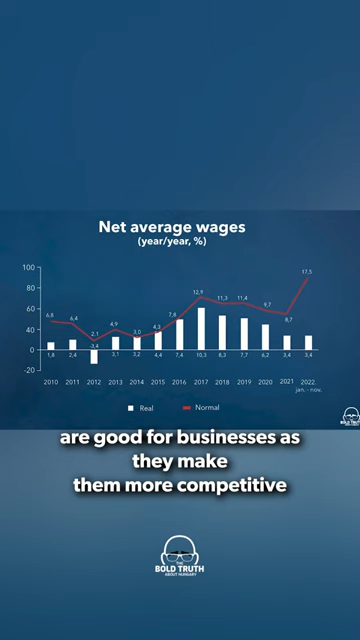 Net average wages
(year/year, %)
100
80
60
40
20
0
-20
6,8
6,4
2,1
4,9
3,0
4,3
7,8
12,9
11,3
11,4
9,7
8,7
17,5
1,8
2,4
-3,4
3,1
3,2
4,4
7,4
10,3
8,3
7,7
6,2
3,4
3,4
2010 2011 2012 2013 2014 2015 2016 2017 2018 2019 2020 2021 2022.
jan. - nov.
Real Normal
BOLD TRUTH
are good for businesses as
they make
them more competitive
THE
BOLD TRUTH
ABOUT HUNGARY